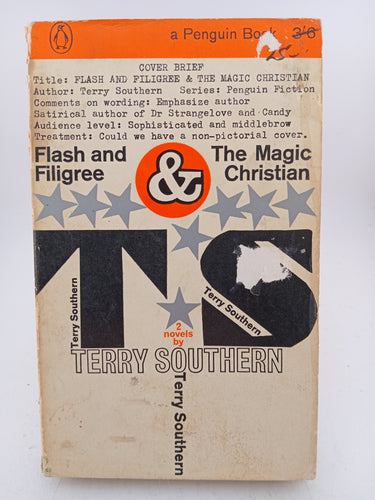 a Penguin Book 3/6
COVER BRIEF
Title: FLASH AND FILIGREE & THE MAGIC CHRISTIAN
Author: Terry Southern Series: Penguin Fiction
Comments on wording: Emphasize author
Satirical author of Dr Strangelove and Candy
Audience level: Sophisticated and middlebrow
Treatment: Could we have a non-pictorial cover.
Flash and
Filigree
&
The Magic
Christian
TS
Terry Southern
Terry Southern
2
novels
by
TERRY SOUTHERN
Terry Southern